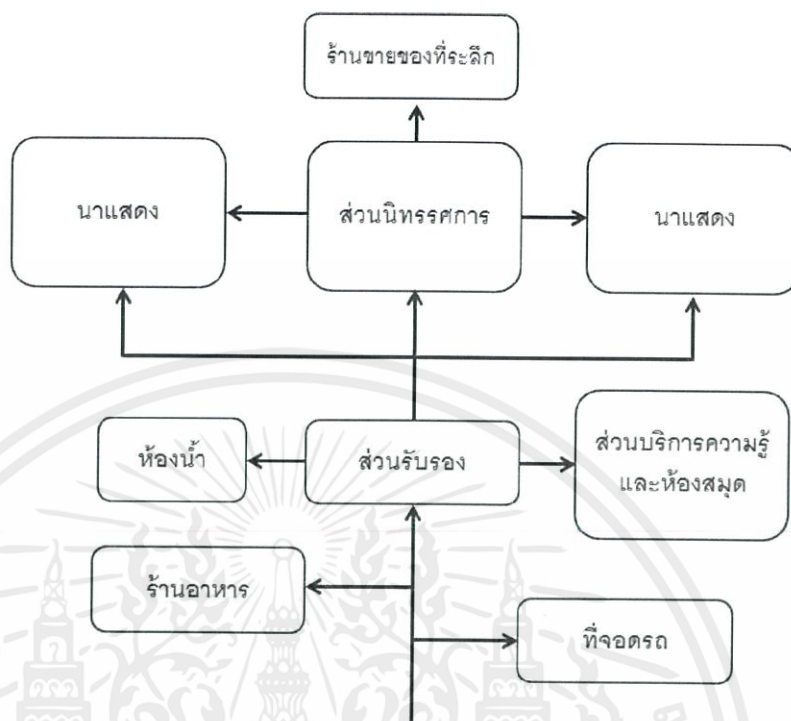 ร้านขายของที่ระลึก
นาแสดง
ส่วนนิทรรศการ
นาแสดง
ห้องน้ำ
ส่วนรับรอง
ส่วนบริการความรู้
และห้องสมุด
ร้านอาหาร
ที่จอดรถ